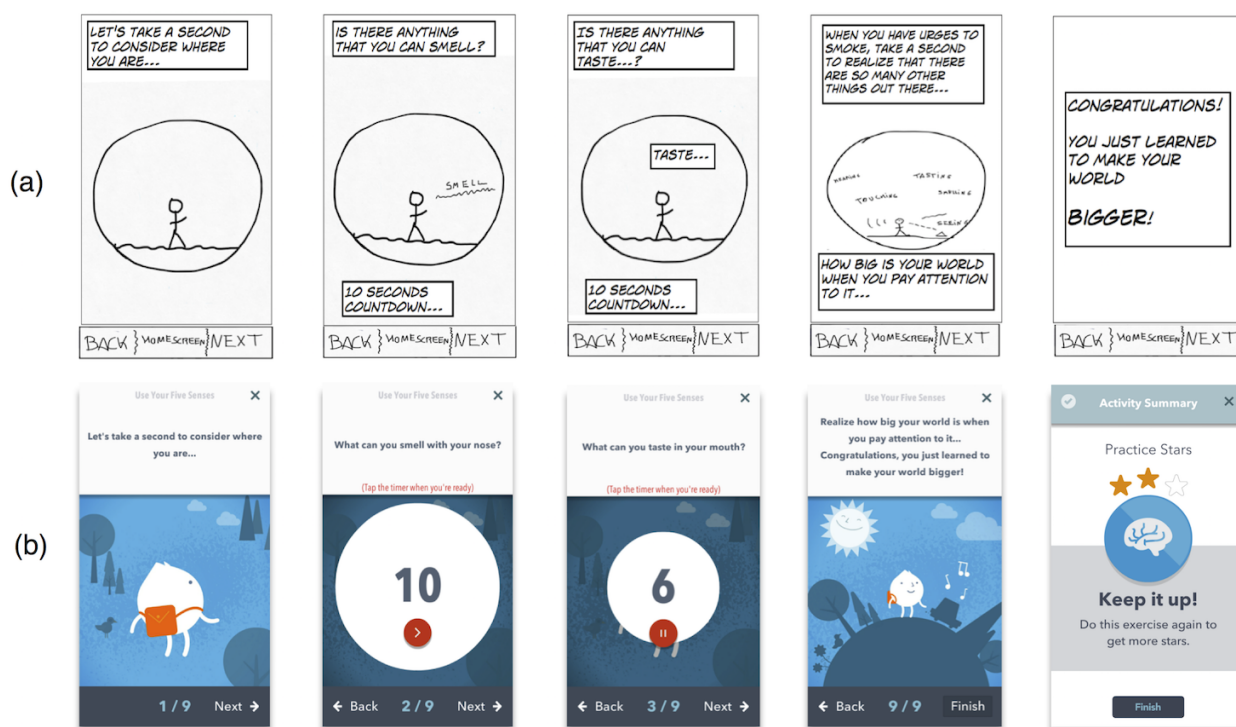 (a)
LET'S TAKE A SECOND
TO CONSIDER WHERE
YOU ARE...
BACK } HOMESCREEN } NEXT
IS THERE ANYTHING
THAT YOU CAN SMELL?
SMELL
10 SECONDS
COUNTDOWN...
BACK } HOMESCREEN } NEXT
IS THERE ANYTHING
THAT YOU CAN
TASTE...?
TASTE...
10 SECONDS
COUNTDOWN...
BACK } HOMESCREEN } NEXT
WHEN YOU HAVE URGES TO
SMOKE, TAKE A SECOND
TO REALIZE THAT THERE
ARE SO MANY OTHER
THINGS OUT THERE...
HEARING
TASTING
TOUCHING
SMELLING
SEEING
HOW BIG IS YOUR WORLD
WHEN YOU PAY ATTENTION
TO IT...
BACK } HOMESCREEN } NEXT
CONGRATULATIONS!
YOU JUST LEARNED
TO MAKE YOUR
WORLD
BIGGER!
BACK } HOMESCREEN } NEXT
(b)
Use Your Five Senses
Let's take a second to consider where
you are...
1 / 9 Next
Use Your Five Senses
What can you smell with your nose?
(Tap the timer when you're ready)
10
Back 2 / 9 Next
Use Your Five Senses
What can you taste in your mouth?
(Tap the timer when you're ready)
6
Back 3 / 9 Next
Use Your Five Senses
Realize how big your world is when
you pay attention to it...
Congratulations, you just learned to
make your world bigger!
Back 9 / 9 Finish
Activity Summary
Practice Stars
Keep it up!
Do this exercise again to
get more stars.
Finish